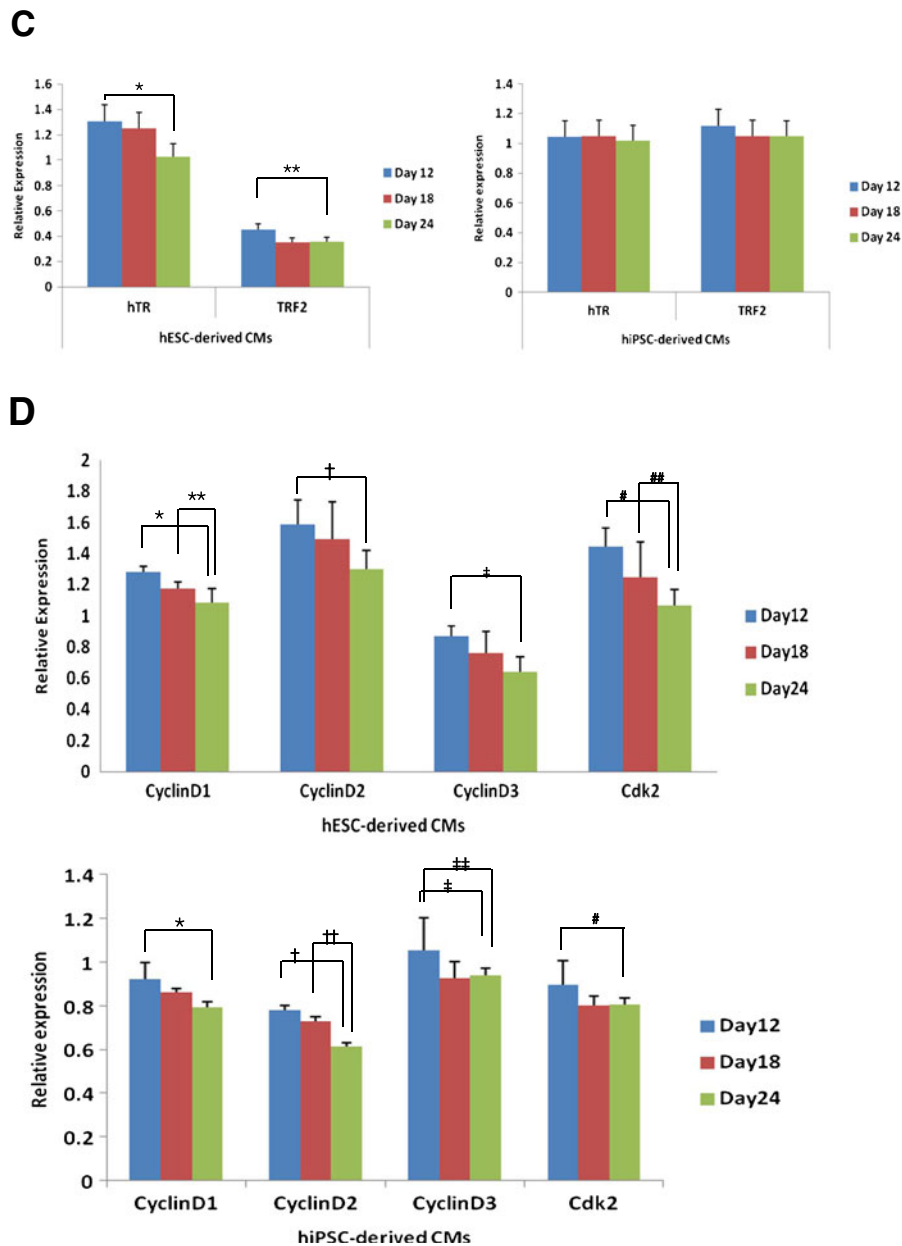 C
1.6
1.4
1.2
1
0.8
0.6
0.4
0.2
0
Relative Expression
*
**
hTR
TRF2
hESC-derived CMs
Day 12
Day 18
Day 24
1.4
1.2
1
0.8
0.6
0.4
0.2
0
Relative expression
hTR
TRF2
hiPSC-derived CMs
Day 12
Day 18
Day 24
D
2
1.8
1.6
1.4
1.2
1
0.8
0.6
0.4
0.2
0
Relative Expression
*
**
†
‡
#
##
CyclinD1
CyclinD2
CyclinD3
Cdk2
hESC-derived CMs
Day12
Day18
Day24
1.4
1.2
1
0.8
0.6
0.4
0.2
0
Relative expression
*
†
††
‡
‡‡
#
CyclinD1
CyclinD2
CyclinD3
Cdk2
hiPSC-derived CMs
Day12
Day18
Day24